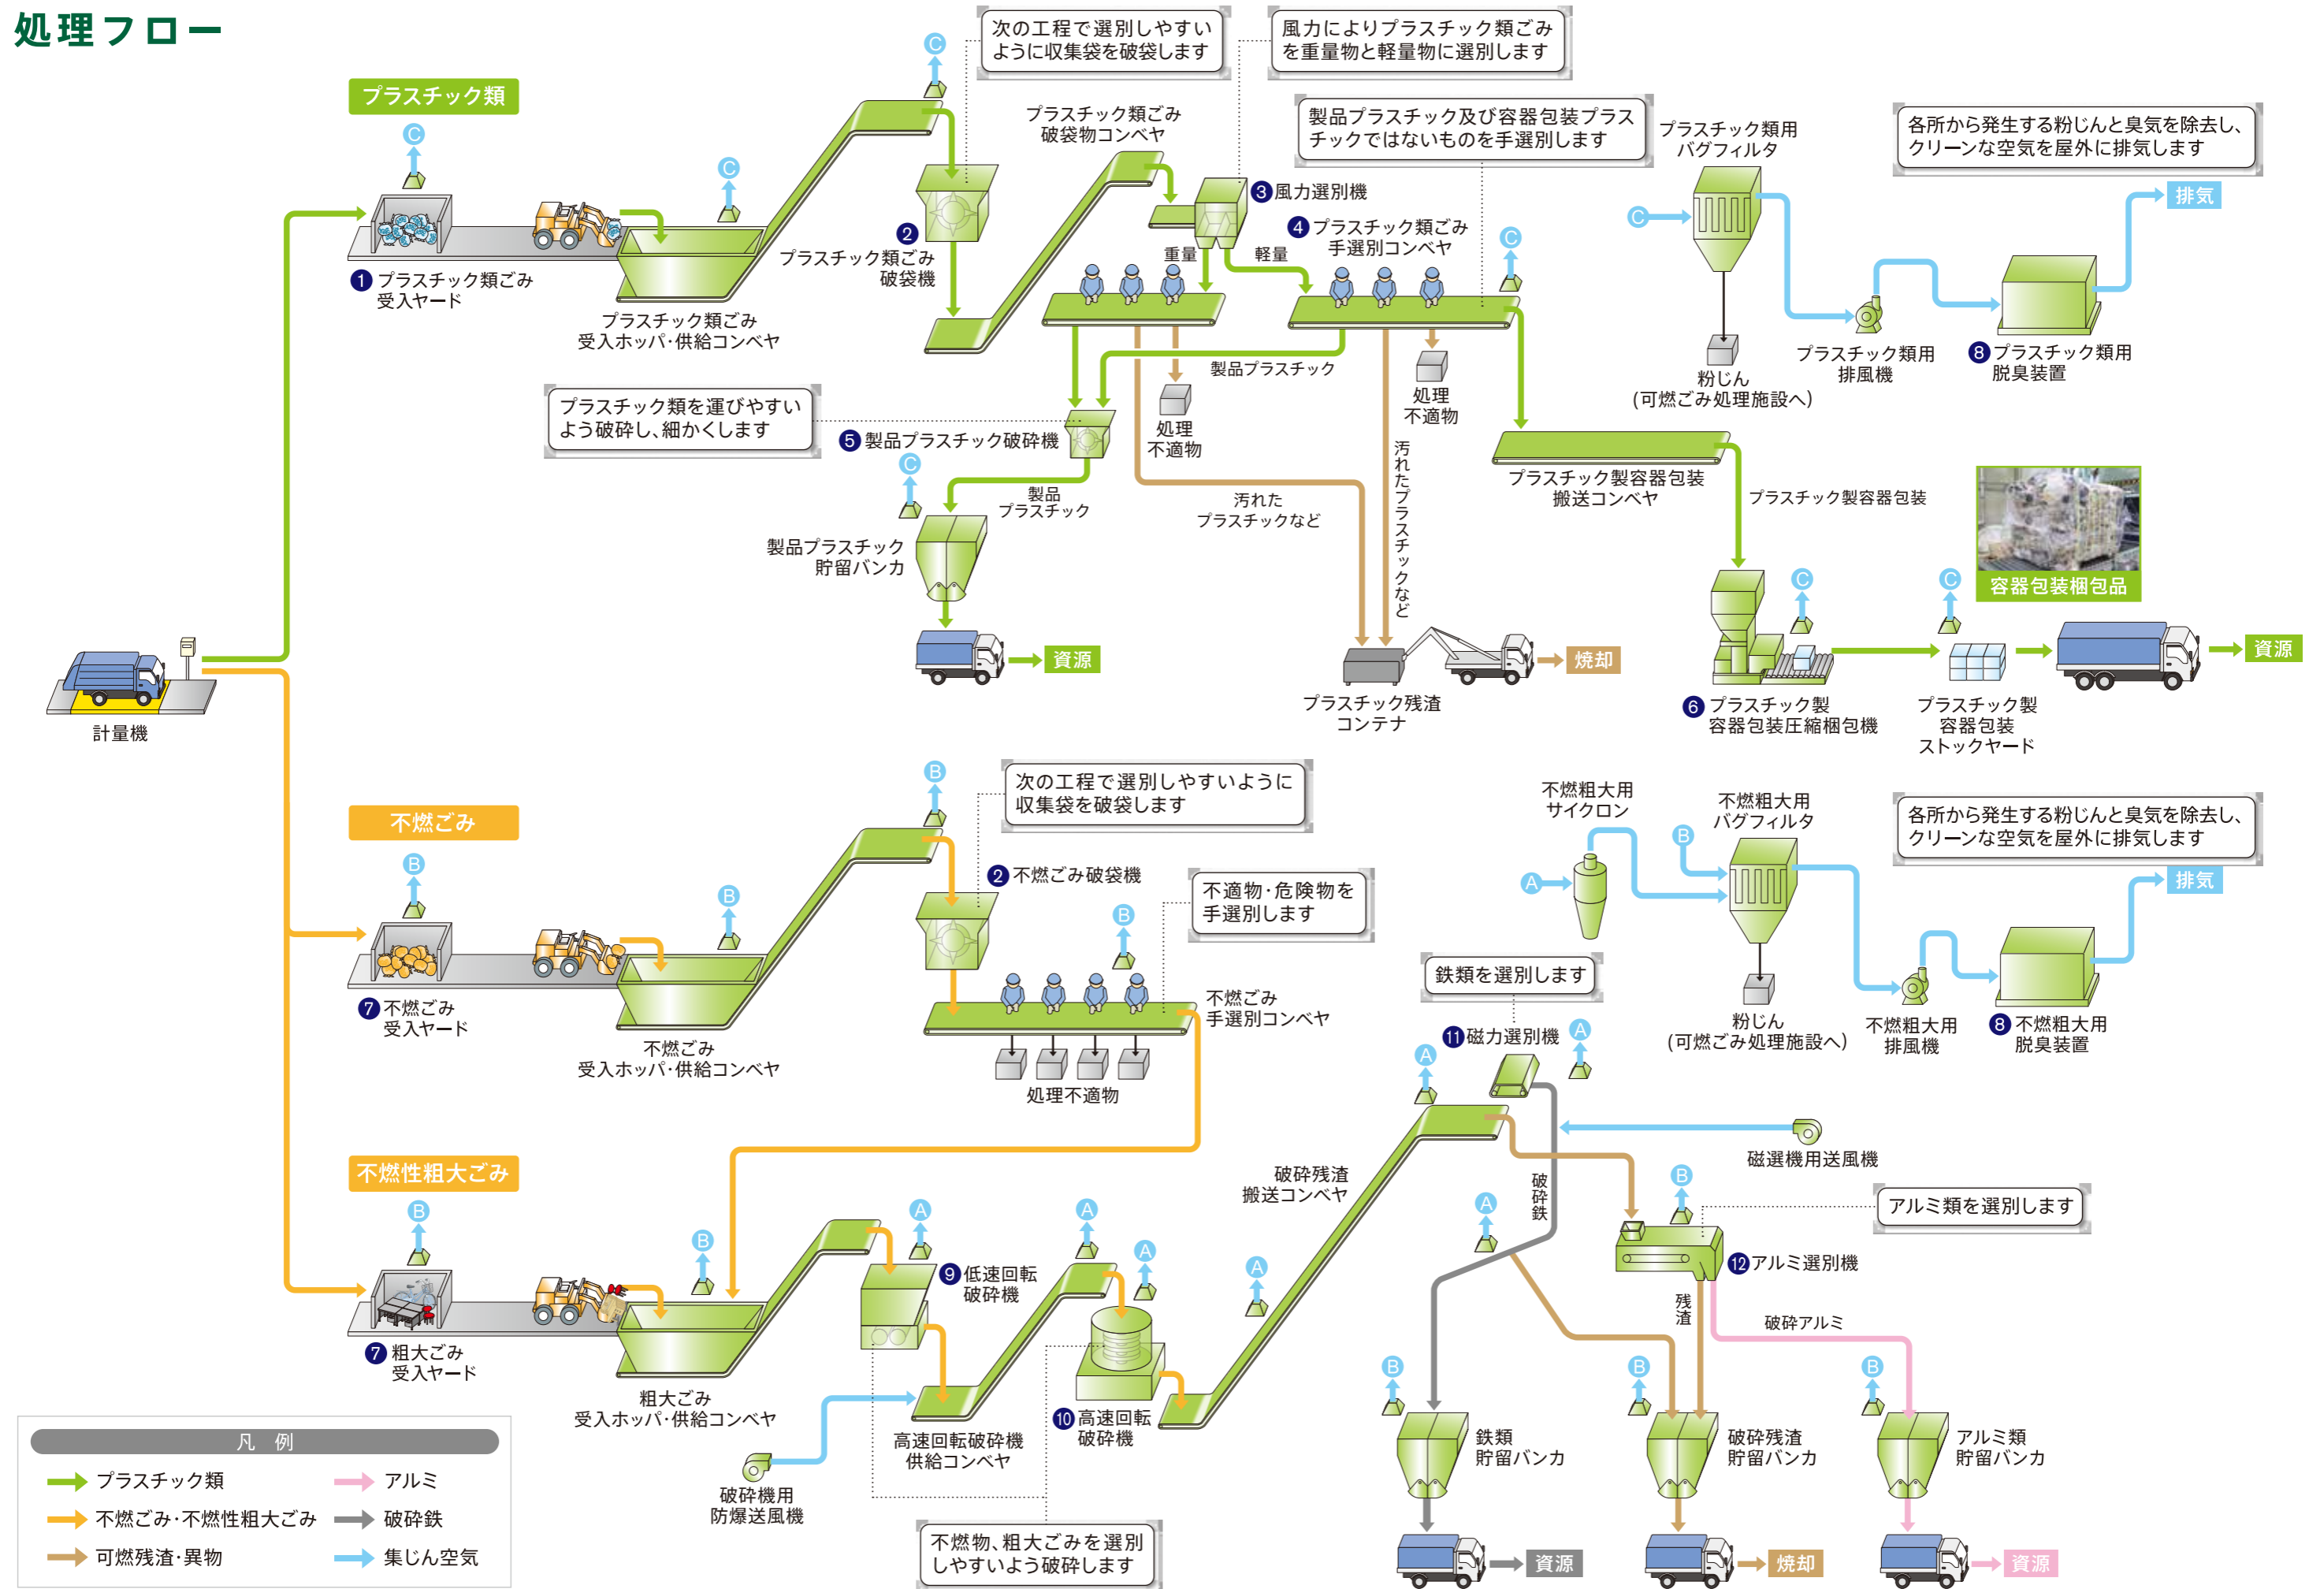 処理フロー
プラスチック類
次の工程で選別しやすい
ように収集袋を破袋します
風力によりプラスチック類ごみ
を重量物と軽量物に選別します
製品プラスチック及び容器包装プラス
チックではないものを手選別します
各所から発生する粉じんと臭気を除去し、
クリーンな空気を屋外に排気します
C
C
C
①プラスチック類ごみ
受入ヤード
プラスチック類ごみ
受入ホッパ・供給コンベヤ
②
プラスチック類ごみ
破袋機
プラスチック類ごみ
破袋物コンベヤ
③風力選別機
④プラスチック類ごみ
手選別コンベヤ
重量
軽量
C
プラスチック類用
バグフィルタ
C
粉じん
(可燃ごみ処理施設へ)
プラスチック類用
排風機
⑧プラスチック類用
脱臭装置
排気
プラスチック類を運びやすい
よう破砕し、細かくします
⑤製品プラスチック破砕機
製品プラスチック
処理
不適物
処理
不適物
C
製品
プラスチック
汚れた
プラスチックなど
汚れたプラスチックなど
プラスチック製容器包装
搬送コンベヤ
プラスチック製容器包装
製品プラスチック
貯留バンカ
資源
プラスチック残渣
コンテナ
焼却
C
⑥プラスチック製
容器包装圧縮梱包機
C
プラスチック製
容器包装
ストックヤード
容器包装梱包品
資源
計量機
不燃ごみ
B
B
B
次の工程で選別しやすいように
収集袋を破袋します
②不燃ごみ破袋機
不適物・危険物を
手選別します
B
⑦不燃ごみ
受入ヤード
不燃ごみ
受入ホッパ・供給コンベヤ
不燃ごみ
手選別コンベヤ
処理不適物
不燃粗大用
サイクロン
A
不燃粗大用
バグフィルタ
B
各所から発生する粉じんと臭気を除去し、
クリーンな空気を屋外に排気します
排気
粉じん
(可燃ごみ処理施設へ)
不燃粗大用
排風機
⑧不燃粗大用
脱臭装置
鉄類を選別します
⑪磁力選別機
A
A
磁選機用送風機
不燃性粗大ごみ
B
B
A
A
A
A
⑦粗大ごみ
受入ヤード
粗大ごみ
受入ホッパ・供給コンベヤ
⑨低速回転
破砕機
高速回転破砕機
供給コンベヤ
⑩高速回転
破砕機
破砕機用
防爆送風機
不燃物、粗大ごみを選別
しやすいよう破砕します
破砕残渣
搬送コンベヤ
破砕鉄
A
B
アルミ類を選別します
⑫アルミ選別機
残渣
破砕アルミ
B
鉄類
貯留バンカ
B
破砕残渣
貯留バンカ
B
アルミ類
貯留バンカ
資源
焼却
資源
凡 例
プラスチック類
アルミ
不燃ごみ・不燃性粗大ごみ
破砕鉄
可燃残渣・異物
集じん空気